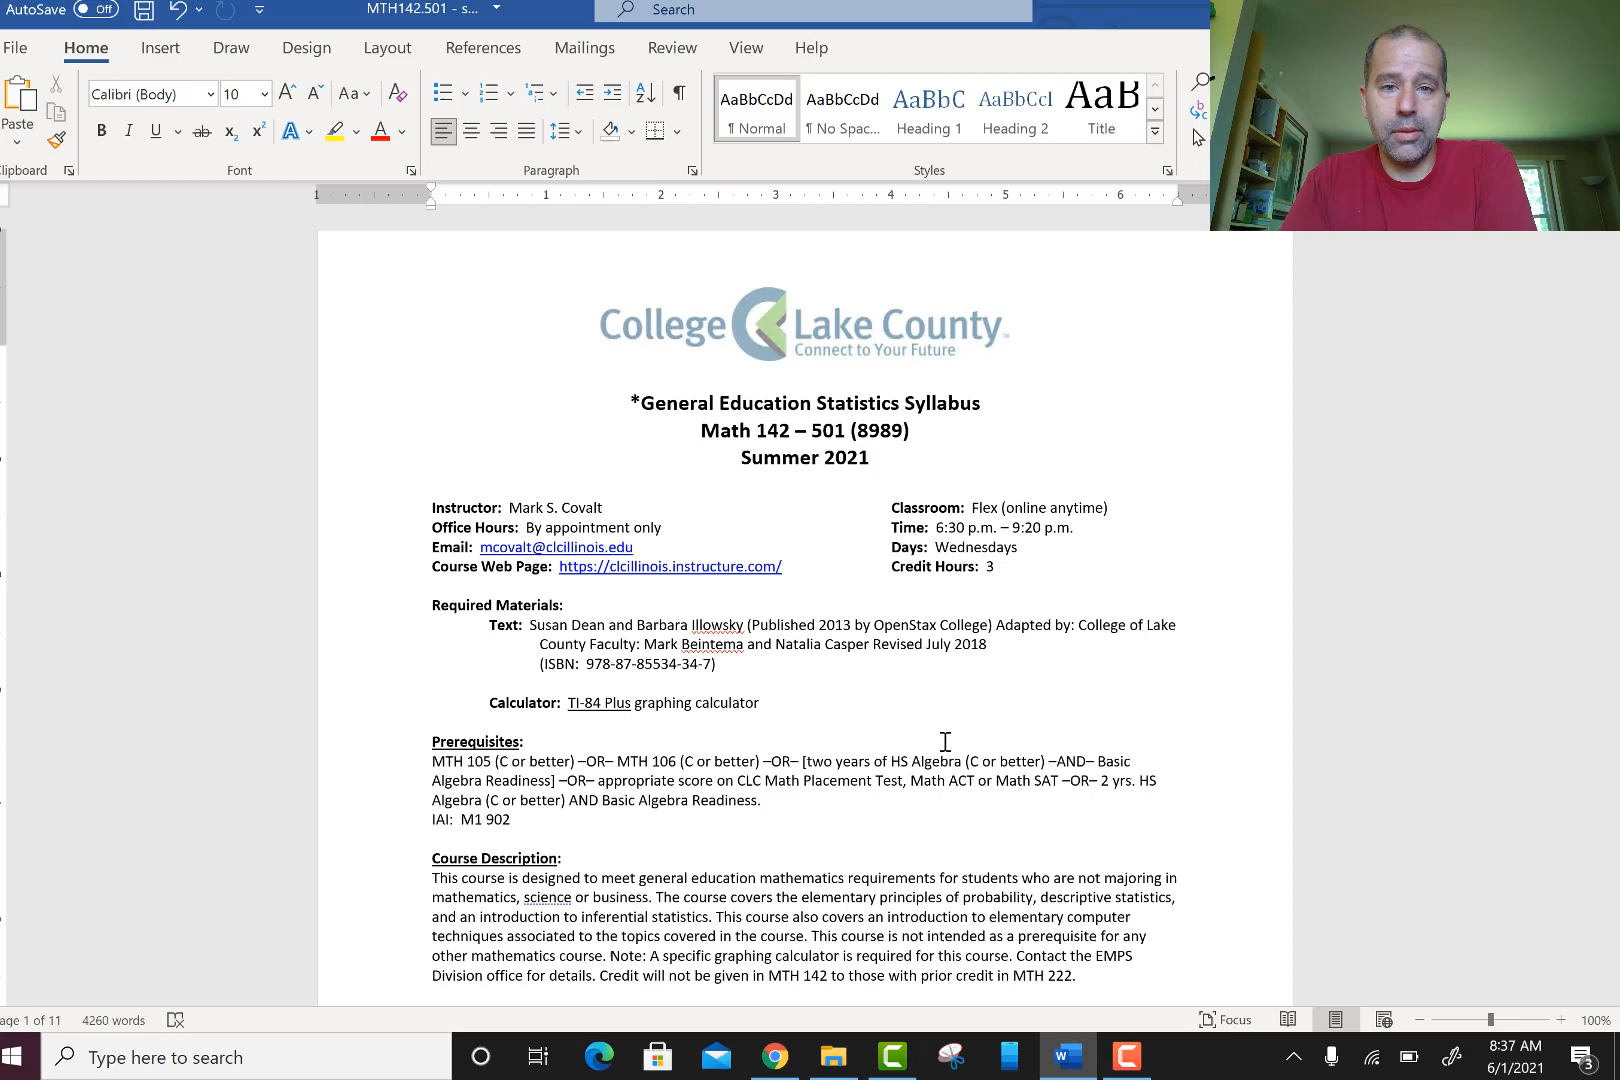 AutoSave Off MTH142.501 - s... Search
File Home Insert Draw Design Layout References Mailings Review View Help
Paste
Calibri (Body) 10
AaBbCcDd AaBbCcDd AaBbC AaBbCcI AaB
¶ Normal ¶ No Spac... Heading 1 Heading 2 Title
Clipboard Font Paragraph Styles
1 1 2 3 4 5 6
College Lake County
Connect to Your Future
*General Education Statistics Syllabus
Math 142 – 501 (8989)
Summer 2021
Instructor: Mark S. Covalt Classroom: Flex (online anytime)
Office Hours: By appointment only Time: 6:30 p.m. – 9:20 p.m.
Email: mcovalt@clcillinois.edu Days: Wednesdays
Course Web Page: https://clcillinois.instructure.com/ Credit Hours: 3
Required Materials:
Text: Susan Dean and Barbara Illowsky (Published 2013 by OpenStax College) Adapted by: College of Lake
County Faculty: Mark Beintema and Natalia Casper Revised July 2018
(ISBN: 978-87-85534-34-7)
Calculator: TI-84 Plus graphing calculator
Prerequisites:
MTH 105 (C or better) –OR– MTH 106 (C or better) –OR– [two years of HS Algebra (C or better) –AND– Basic
Algebra Readiness] –OR– appropriate score on CLC Math Placement Test, Math ACT or Math SAT –OR– 2 yrs. HS
Algebra (C or better) AND Basic Algebra Readiness.
IAI: M1 902
Course Description:
This course is designed to meet general education mathematics requirements for students who are not majoring in
mathematics, science or business. The course covers the elementary principles of probability, descriptive statistics,
and an introduction to inferential statistics. This course also covers an introduction to elementary computer
techniques associated to the topics covered in the course. This course is not intended as a prerequisite for any
other mathematics course. Note: A specific graphing calculator is required for this course. Contact the EMPS
Division office for details. Credit will not be given in MTH 142 to those with prior credit in MTH 222.
age 1 of 11 4260 words Focus 100%
Type here to search
8:37 AM
6/1/2021
3